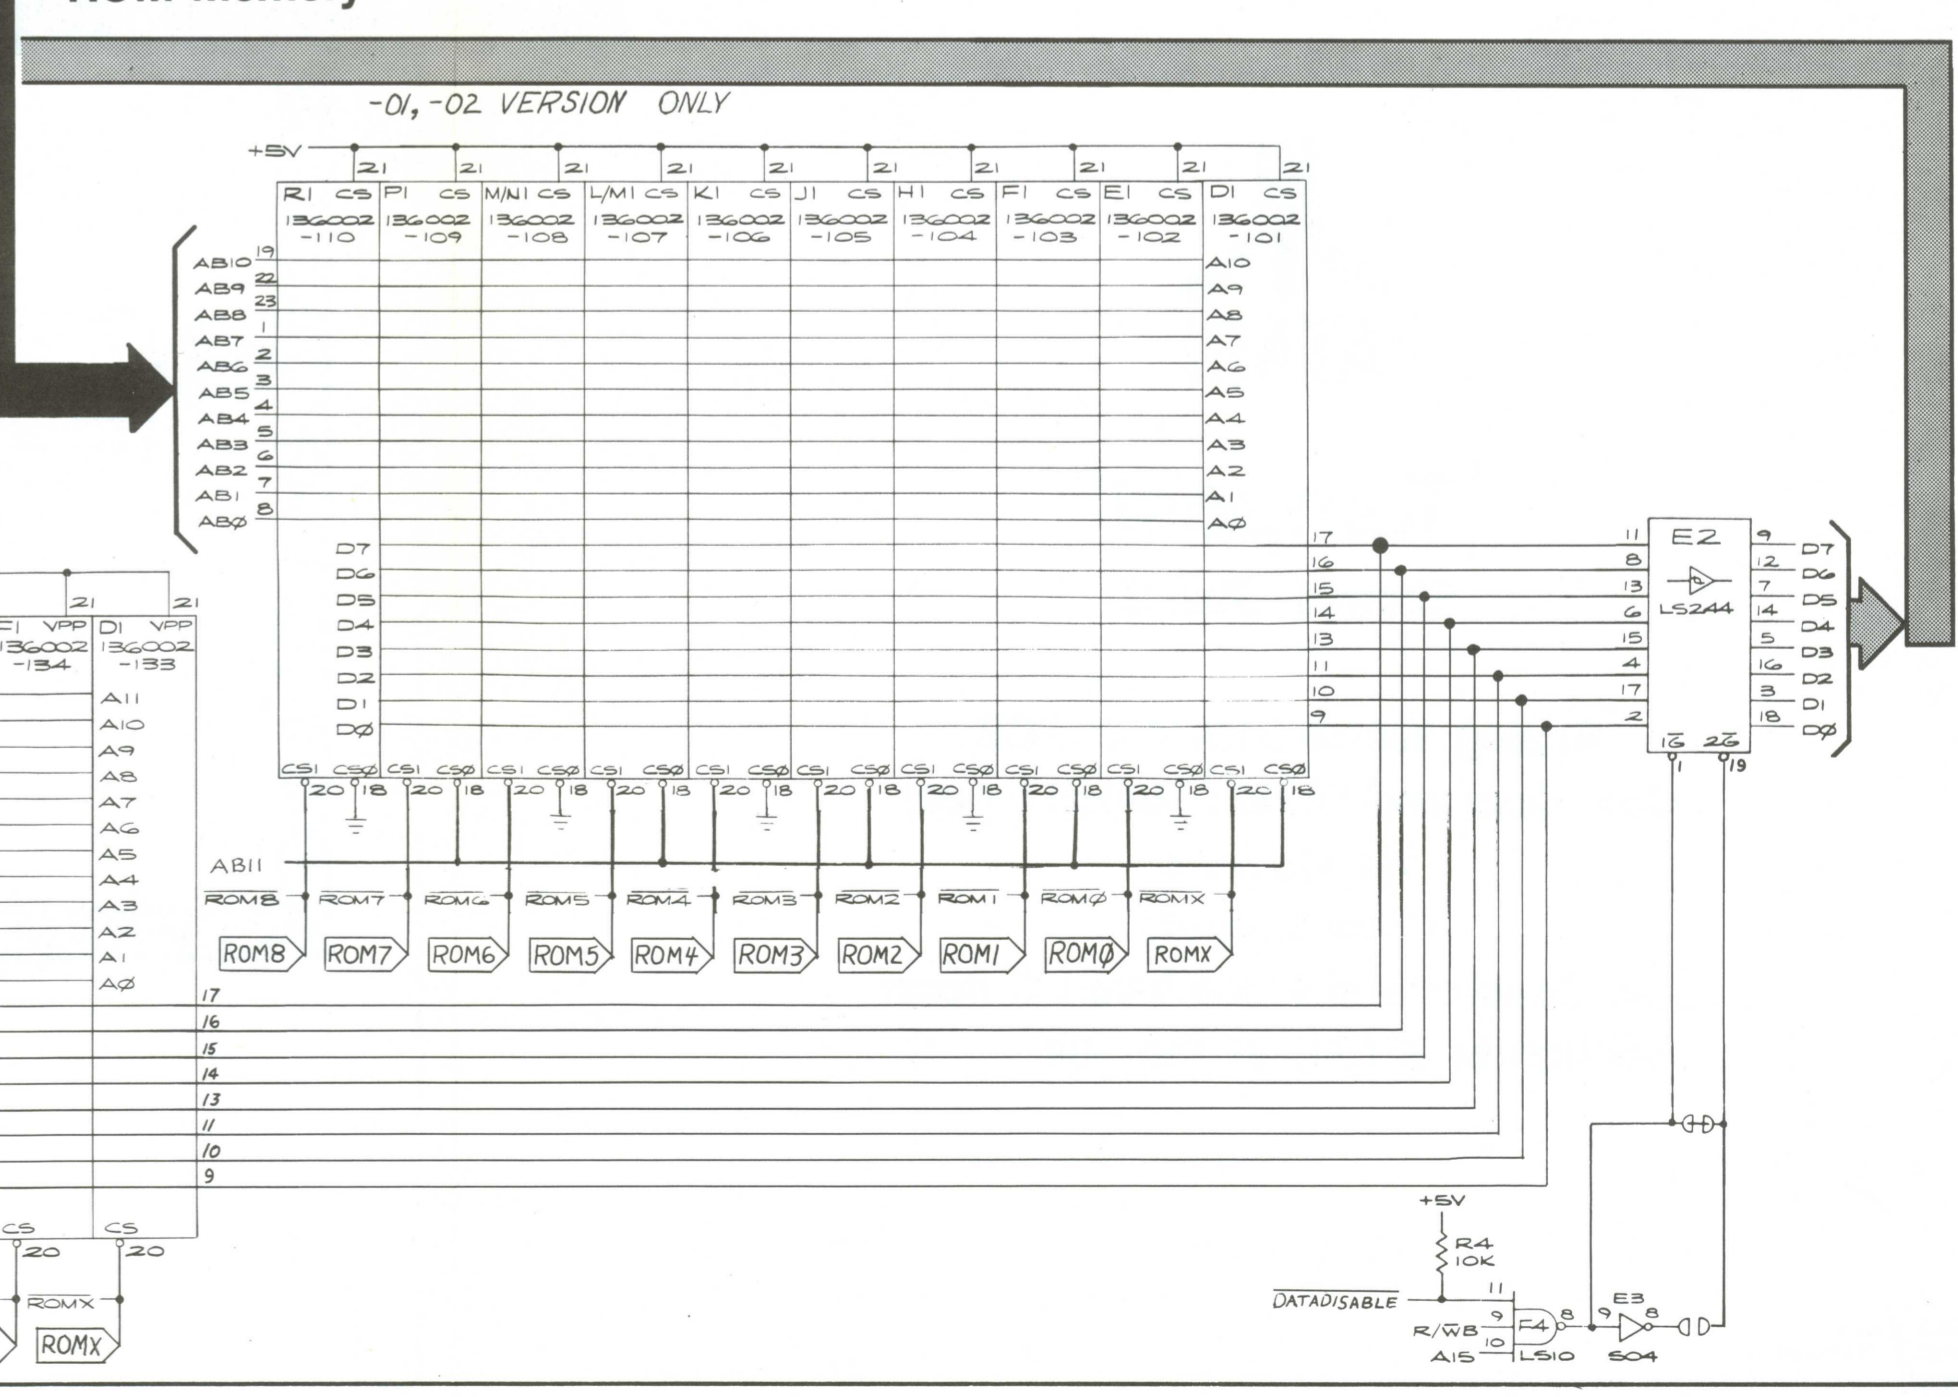 -01, -02 VERSION ONLY
+5V
21 21 21 21 21 21 21 21 21 21
R1 CS P1 CS M/N1 CS L/M1 CS K1 CS J1 CS H1 CS F1 CS E1 CS D1 CS
136002 136002 136002 136002 136002 136002 136002 136002 136002 136002
-110 -109 -108 -107 -106 -105 -104 -103 -102 -101
AB10 19 A10
AB9 22 A9
AB8 23 A8
AB7 1 A7
AB6 2 A6
AB5 3 A5
AB4 4 A4
AB3 5 A3
AB2 6 A2
AB1 7 A1
ABØ 8 AØ
D7 17 11 E2 9 D7
D6 16 8 12 D6
D5 15 13 LS244 7 D5
D4 14 6 14 D4
D3 13 15 5 D3
D2 11 4 16 D2
D1 10 17 3 D1
DØ 9 2 18 DØ
1G̅ 2G̅
1 19
CS1 CSØ CS1 CSØ CS1 CSØ CS1 CSØ CS1 CSØ CS1 CSØ CS1 CSØ CS1 CSØ CS1 CSØ CS1 CSØ
20 18 20 18 20 18 20 18 20 18 20 18 20 18 20 18 20 18 20 18
AB11
ROM8 ROM7 ROM6 ROM5 ROM4 ROM3 ROM2 ROM1 ROMØ ROMX
ROM8 ROM7 ROM6 ROM5 ROM4 ROM3 ROM2 ROM1 ROMØ ROMX
21 21
F1 VPP D1 VPP
136002 136002
-134 -133
A11
A10
A9
A8
A7
A6
A5
A4
A3
A2
A1
AØ
17
16
15
14
13
11
10
9
CS CS
20 20
ROMX
ROMX
+5V
R4
10K
DATADISABLE 11
R/W̅B 9 F4 8 9 E3 8
A15 10 LS10 S04